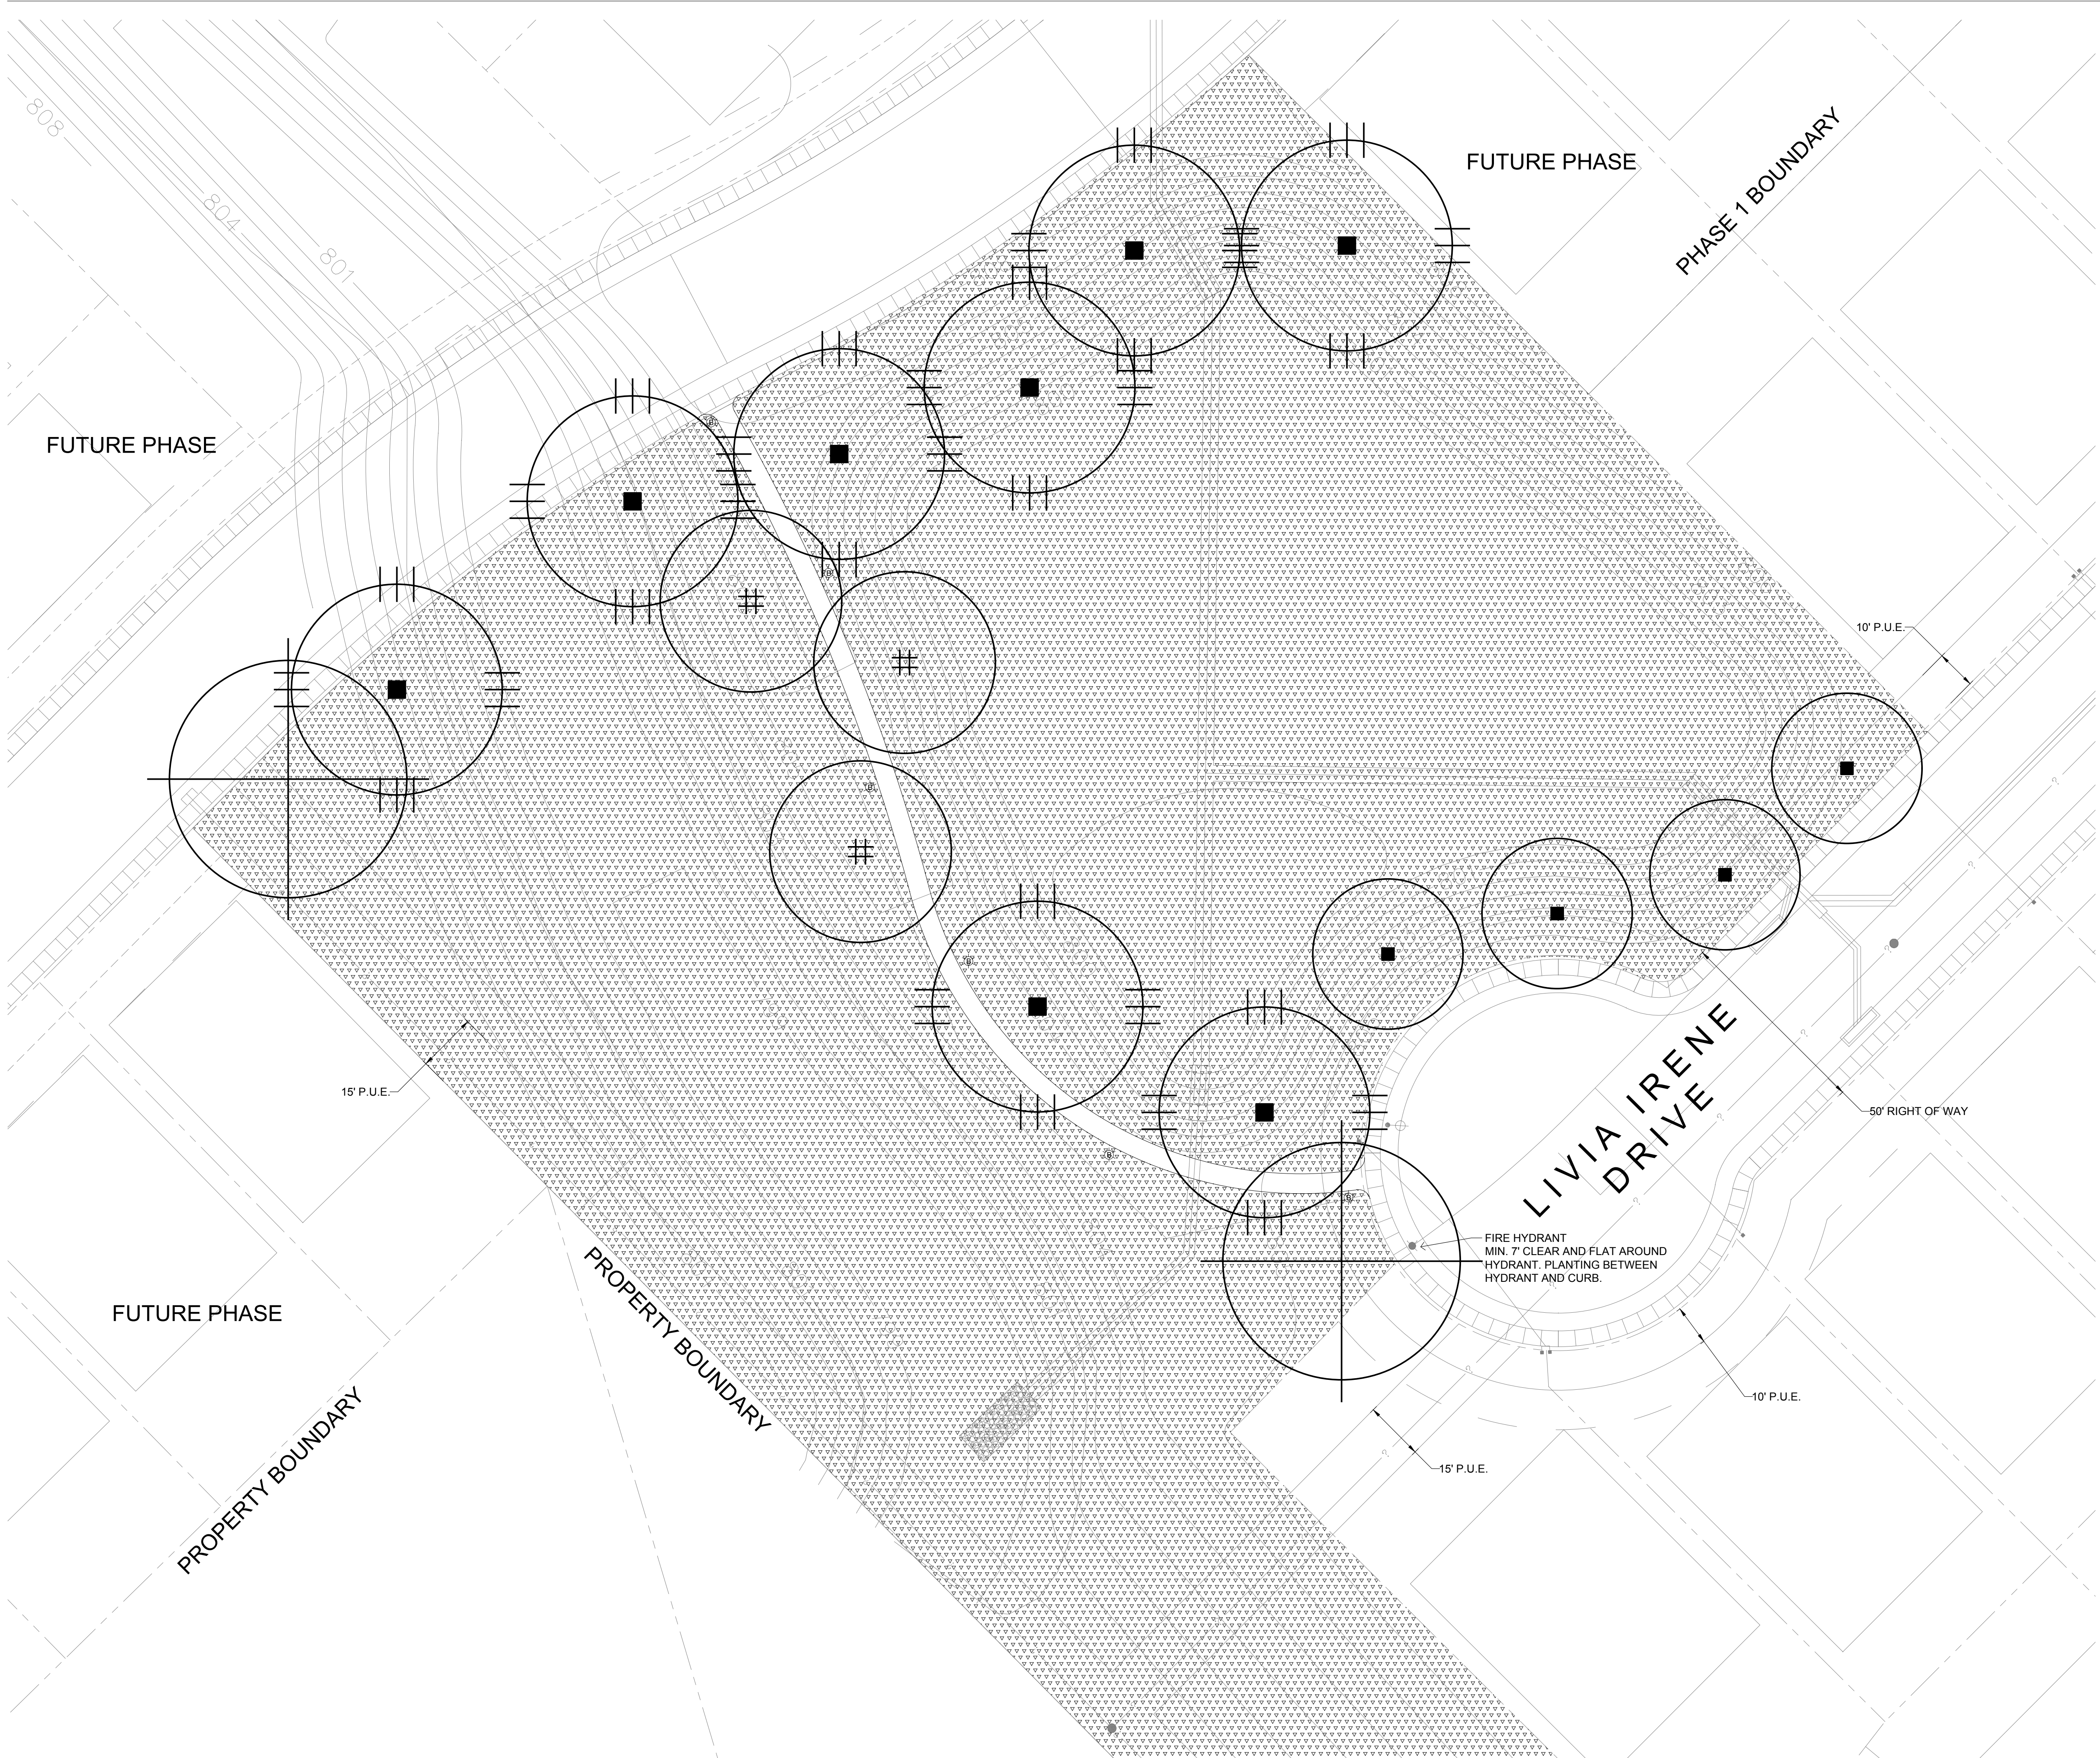 808
804
801
FUTURE PHASE
PHASE 1 BOUNDARY
FUTURE PHASE
10' P.U.E.
15' P.U.E.
50' RIGHT OF WAY
LIVIA IRENE
DRIVE
FIRE HYDRANT
MIN. 7' CLEAR AND FLAT AROUND
HYDRANT. PLANTING BETWEEN
HYDRANT AND CURB.
FUTURE PHASE
PROPERTY BOUNDARY
PROPERTY BOUNDARY
10' P.U.E.
15' P.U.E.
B
B
B
B
B
B